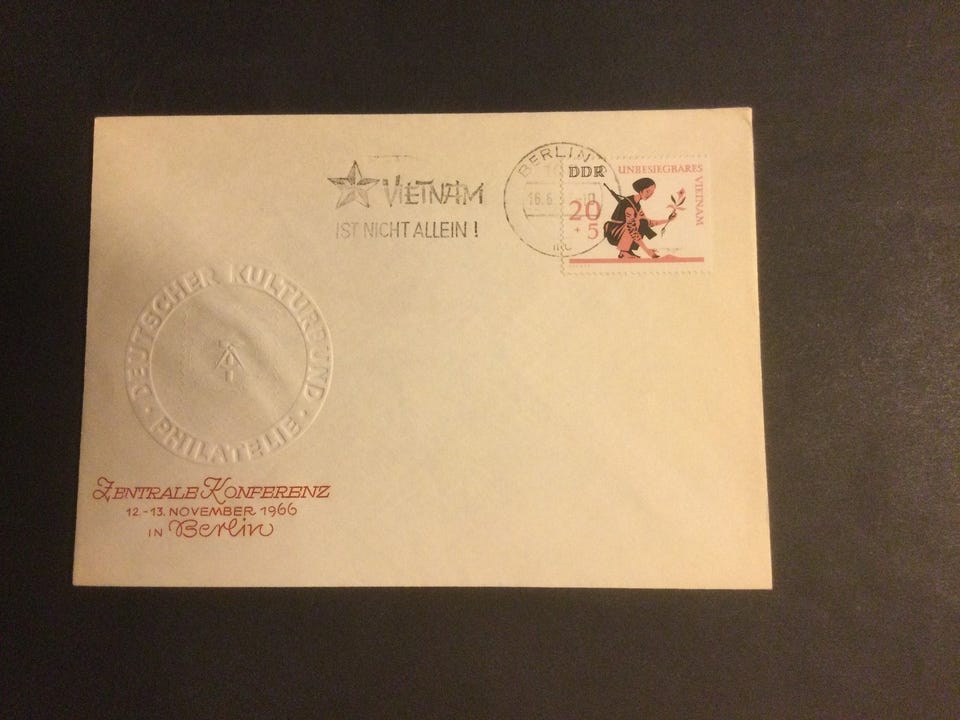 VIETNAM
IST NICHT ALLEIN !
BERLIN
DDR
UNBESIEGBARES
VIETNAM
20
+5
DEUTSCHER KULTURBUND
· PHILATELIE ·
ZENTRALE KONFERENZ
12.-13. NOVEMBER 1966
IN Berlin